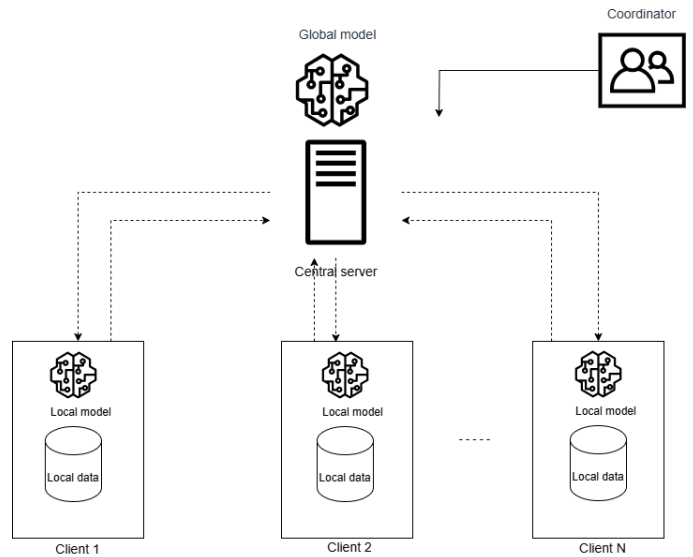 Coordinator
Global model
Central server
Local model
Local data
Client 1
Local model
Local data
Client 2
Local model
Local data
Client N